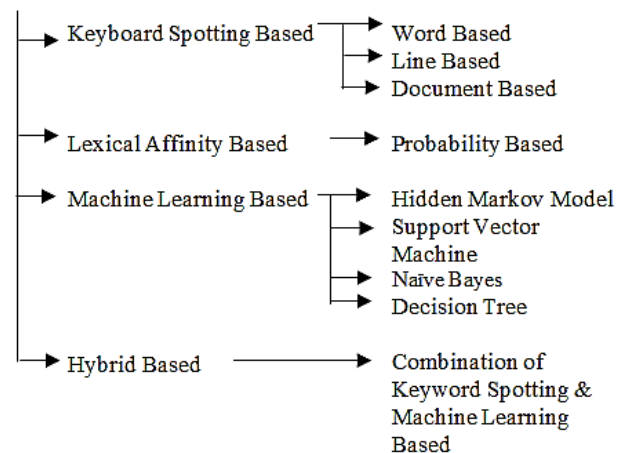 Keyboard Spotting Based
Word Based
Line Based
Document Based
Lexical Affinity Based
Probability Based
Machine Learning Based
Hidden Markov Model
Support Vector
Machine
Naïve Bayes
Decision Tree
Hybrid Based
Combination of
Keyword Spotting &
Machine Learning
Based